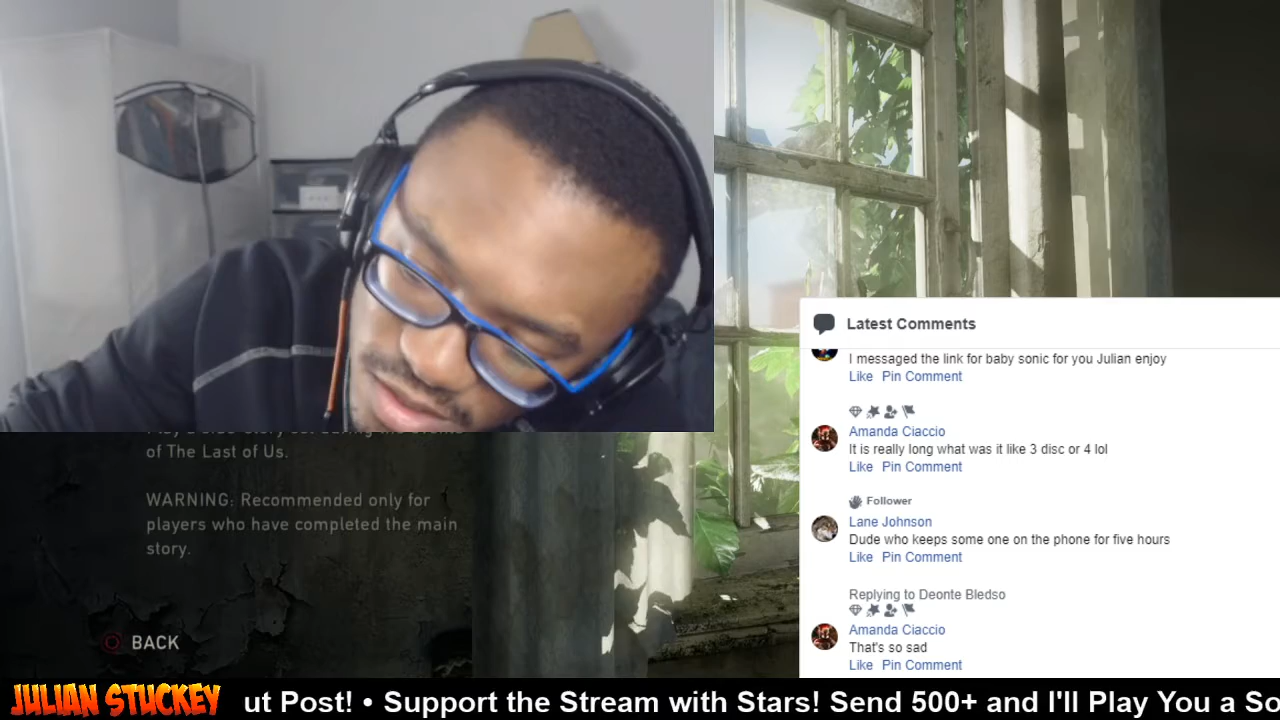 Latest Comments
I messaged the link for baby sonic for you Julian enjoy
Like Pin Comment
Amanda Ciaccio
It is really long what was it like 3 disc or 4 lol
Like Pin Comment
Follower
Lane Johnson
Dude who keeps some one on the phone for five hours
Like Pin Comment
Replying to Deonte Bledso
Amanda Ciaccio
That's so sad
Like Pin Comment
of The Last of Us.
WARNING: Recommended only for
players who have completed the main
story.
BACK
JULIAN STUCKEY
ut Post! • Support the Stream with Stars! Send 500+ and I'll Play You a So